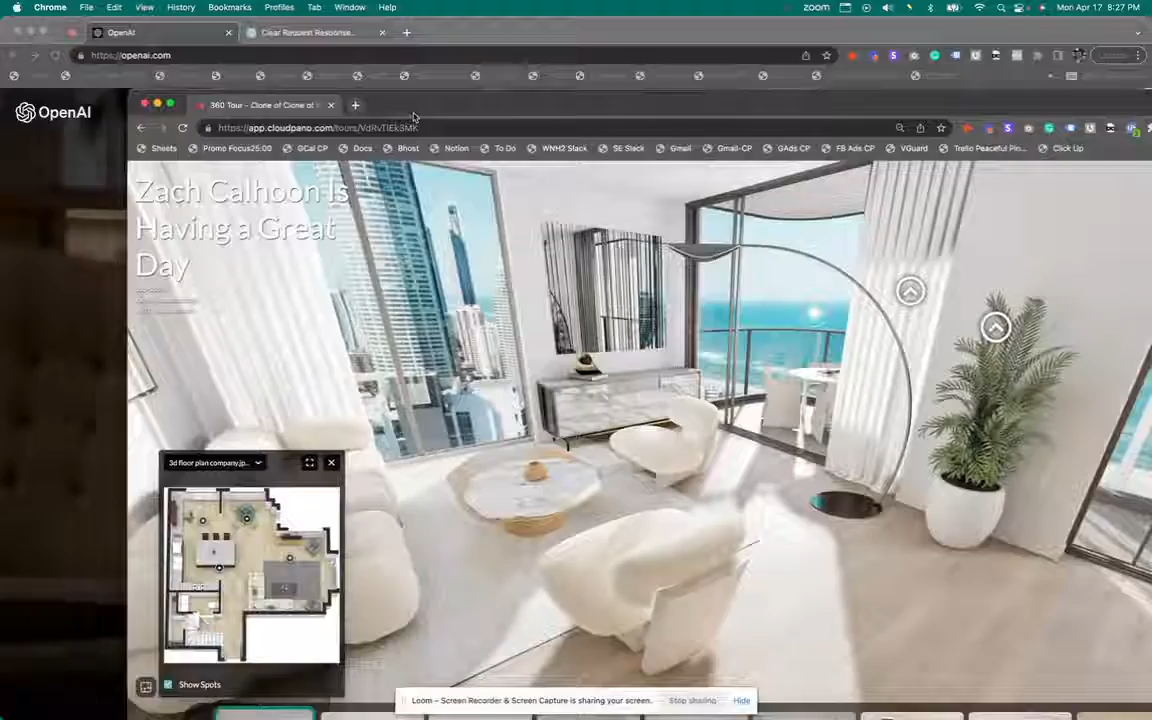 Chrome File Edit View History Bookmarks Profiles Tab Window Help zoom Mon Apr 17 8:27 PM
OpenAI Clear Request Response...
https://openai.com
OpenAI
360 Tour - Clone of Clone of
https://app.cloudpano.com/tours/VdRvTlEk3MK
Sheets Promo Focus25:00 GCal CP Docs Bhost Notion To Do WNH2 Slack SE Slack Gmail Gmail-CP GAds CP FB Ads CP VGuard Trello Peaceful Pin... Click Up
Zach Calhoon Is
Having a Great
Day
3d floor plan company.jp...
Show Spots
Loom – Screen Recorder & Screen Capture is sharing your screen. Stop sharing Hide